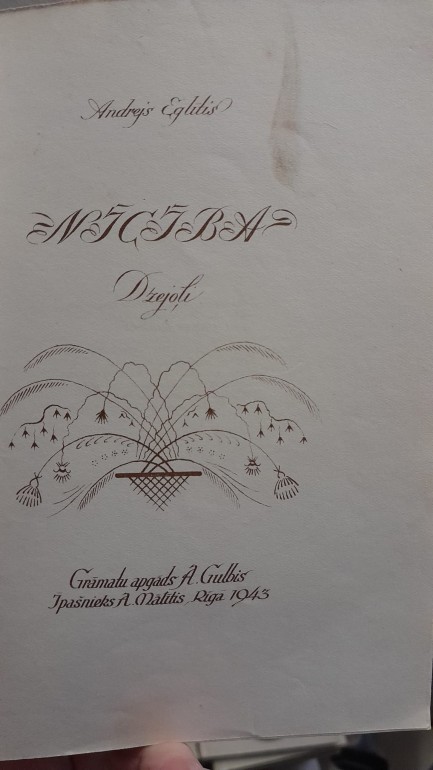 Andrejs Eglītis
NĪCĪBA
Dzejoļi
Grāmatu apgāds A. Gulbis
Īpašnieks A. Mālītis, Rīgā 1943